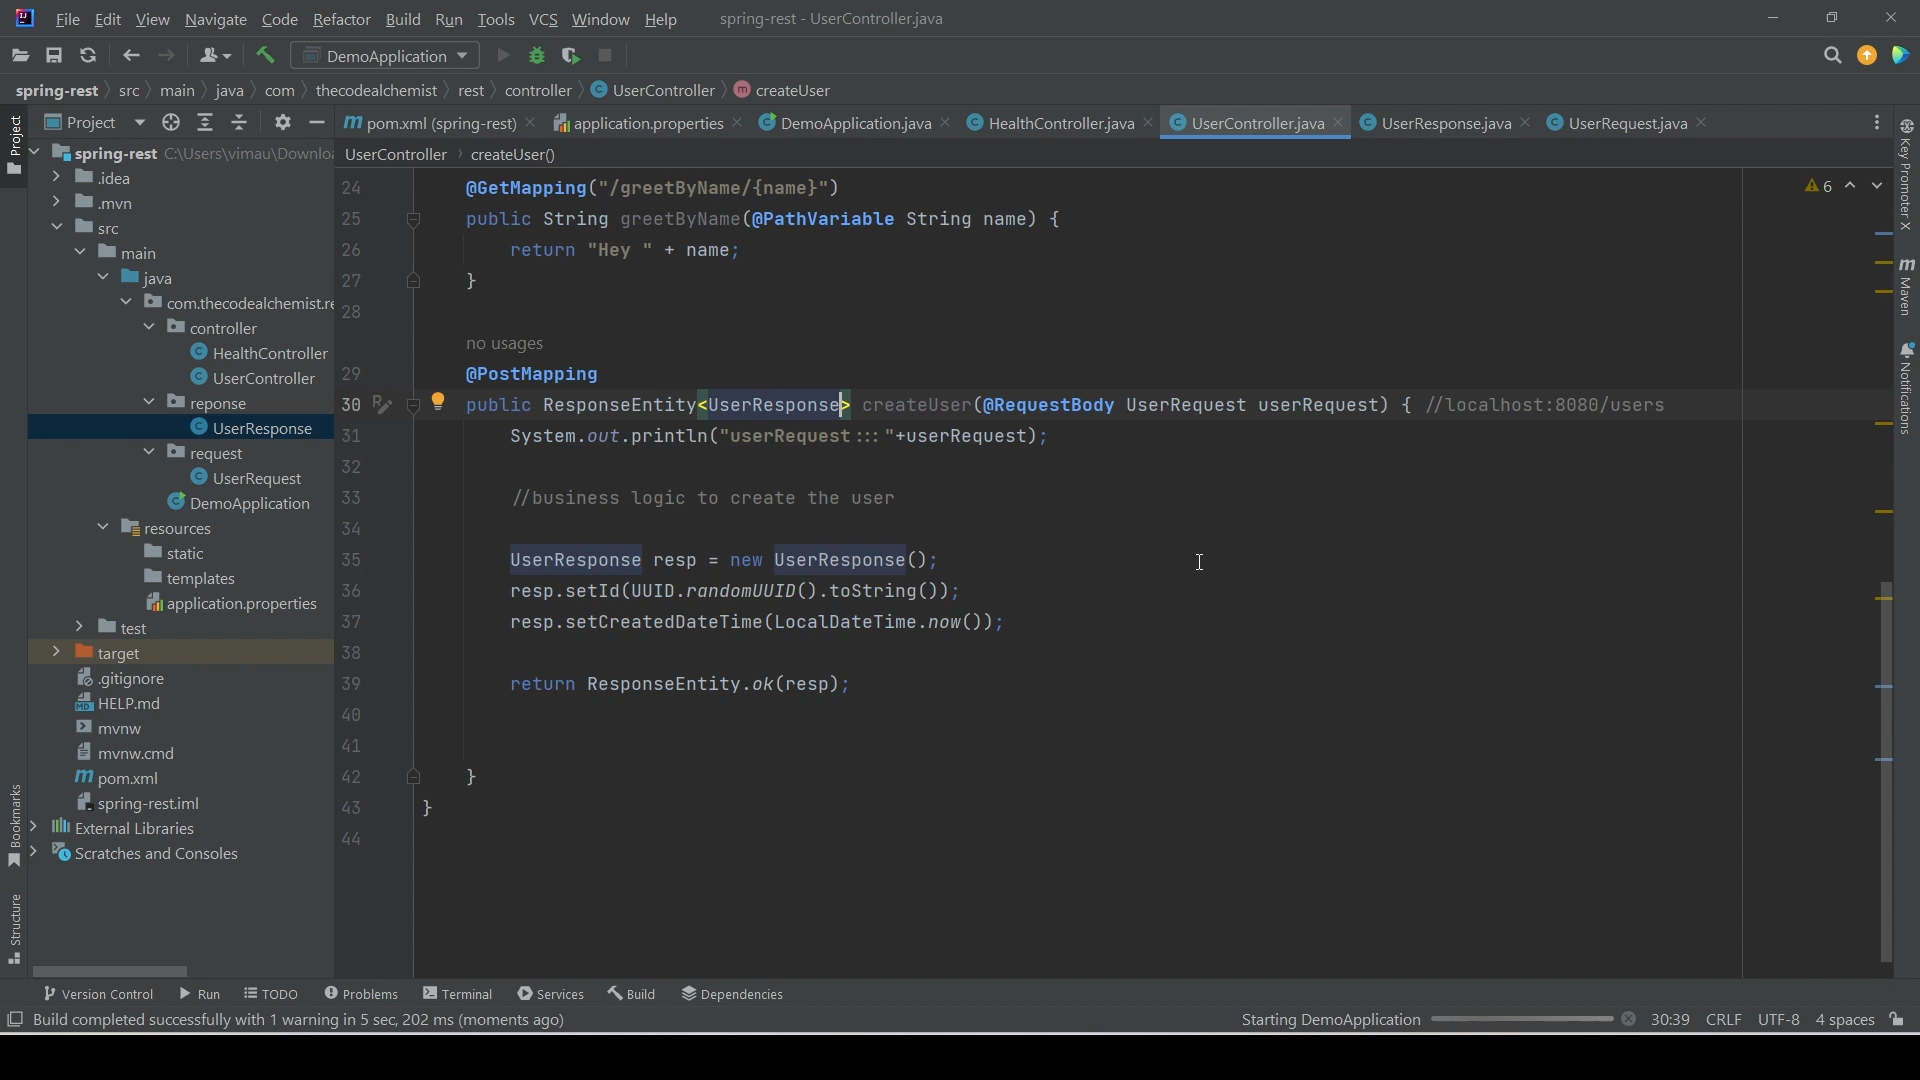 File Edit View Navigate Code Refactor Build Run Tools VCS Window Help spring-rest - UserController.java
DemoApplication
spring-rest src main java com thecodealchemist rest controller UserController createUser
Project
pom.xml (spring-rest) application.properties DemoApplication.java HealthController.java UserController.java UserResponse.java UserRequest.java
UserController createUser()
Project
spring-rest C:\Users\vimau\Downloa
.idea
.mvn
src
main
java
com.thecodealchemist.re
controller
HealthController
UserController
reponse
UserResponse
request
UserRequest
DemoApplication
resources
static
templates
application.properties
test
target
.gitignore
HELP.md
mvnw
mvnw.cmd
pom.xml
spring-rest.iml
External Libraries
Scratches and Consoles
Bookmarks
Structure
24 @GetMapping("/greetByName/{name}")
25 public String greetByName(@PathVariable String name) {
26 return "Hey " + name;
27 }
28
no usages
29 @PostMapping
30 public ResponseEntity<UserResponse> createUser(@RequestBody UserRequest userRequest) { //localhost:8080/users
31 System.out.println("userRequest:::"+userRequest);
32
33 //business logic to create the user
34
35 UserResponse resp = new UserResponse();
36 resp.setId(UUID.randomUUID().toString());
37 resp.setCreatedDateTime(LocalDateTime.now());
38
39 return ResponseEntity.ok(resp);
40
41
42 }
43 }
44
6
Key Promoter X
Maven
Notifications
Version Control Run TODO Problems Terminal Services Build Dependencies
Build completed successfully with 1 warning in 5 sec, 202 ms (moments ago) Starting DemoApplication 30:39 CRLF UTF-8 4 spaces